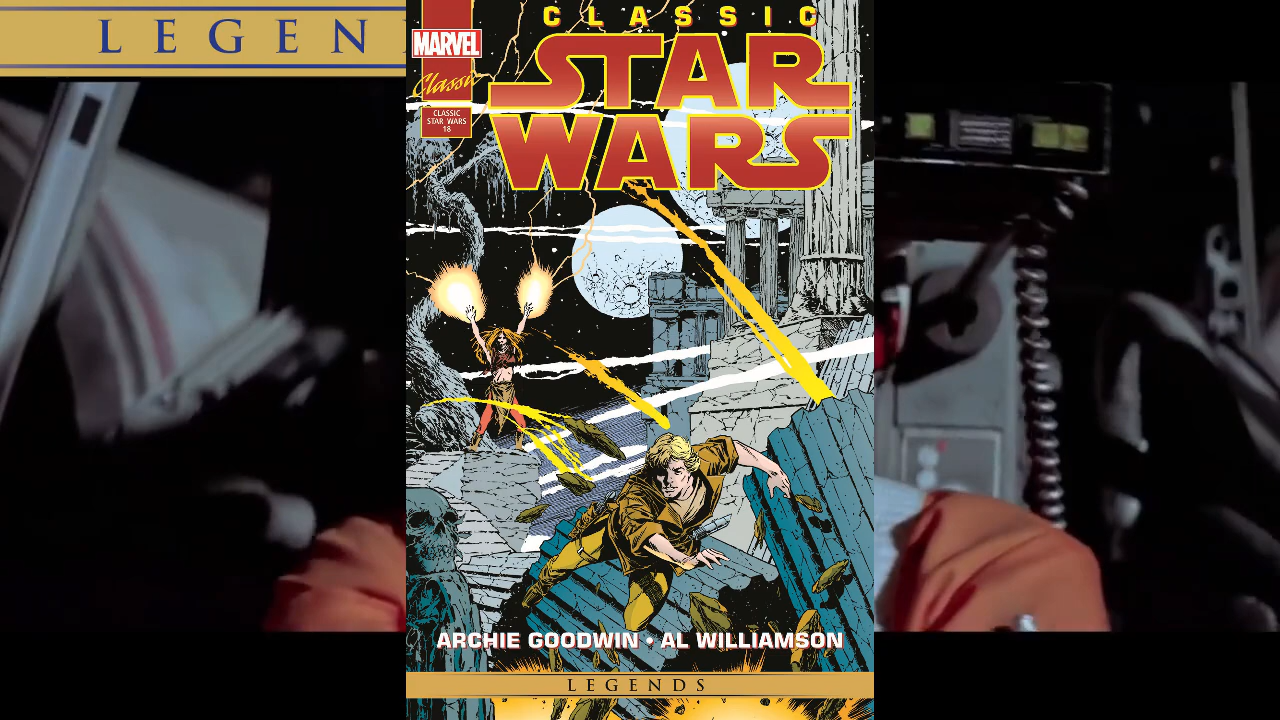 LEGEN
CLASSIC
STAR
WARS
MARVEL
Classic
CLASSIC
STAR WARS
18
ARCHIE GOODWIN • AL WILLIAMSON
LEGENDS